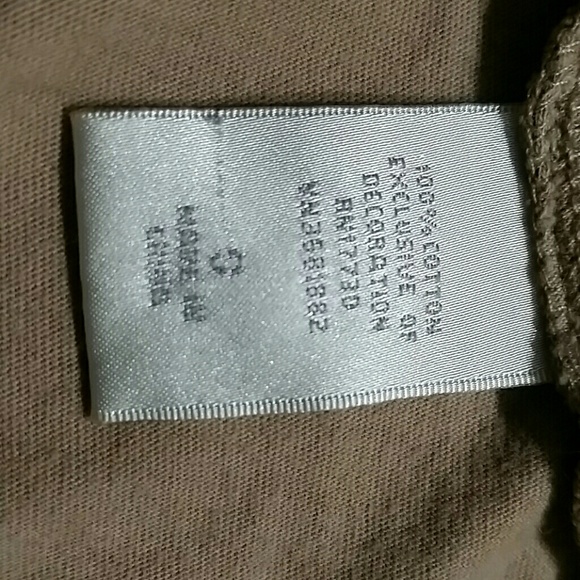 100% COTTON
EXCLUSIVE OF
DECORATION
RN17730
MADE IN
CHINA